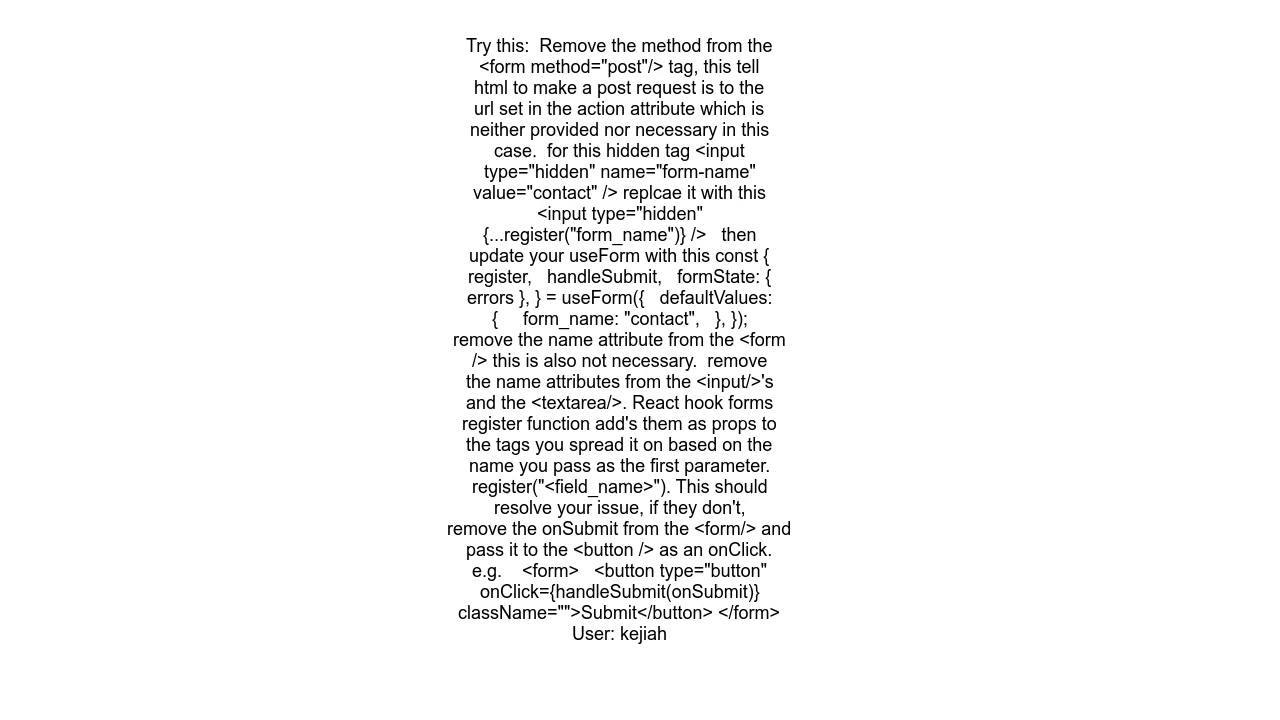 Try this:  Remove the method from the
<form method="post"/> tag, this tell
html to make a post request is to the
url set in the action attribute which is
neither provided nor necessary in this
case.  for this hidden tag <input
type="hidden" name="form-name"
value="contact" /> replcae it with this
<input type="hidden"
{...register("form_name")} />   then
update your useForm with this const {
register,   handleSubmit,   formState: {
errors }, } = useForm({   defaultValues:
{     form_name: "contact",   }, });
remove the name attribute from the <form
/> this is also not necessary.  remove
the name attributes from the <input/>'s
and the <textarea/>. React hook forms
register function add's them as props to
the tags you spread it on based on the
name you pass as the first parameter.
register("<field_name>"). This should
resolve your issue, if they don't,
remove the onSubmit from the <form/> and
pass it to the <button /> as an onClick.
e.g.    <form>   <button type="button"
onClick={handleSubmit(onSubmit)}
className="">Submit</button> </form>
User: kejiah